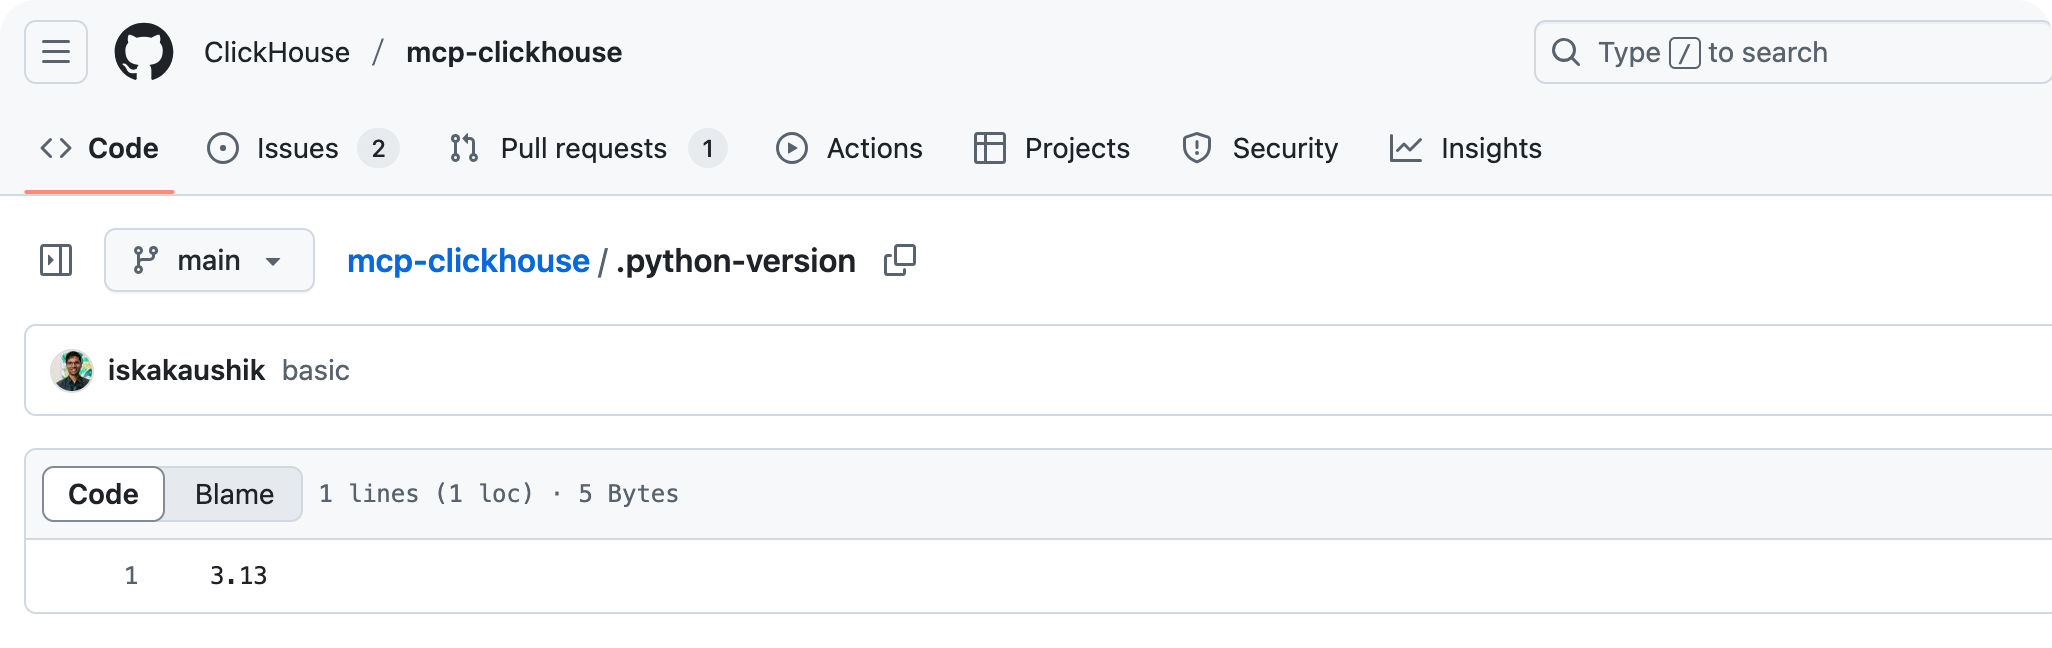 ClickHouse / mcp-clickhouse
Type / to search
Code Issues 2 Pull requests 1 Actions Projects Security Insights
main mcp-clickhouse / .python-version
iskakaushik basic
Code Blame 1 lines (1 loc) · 5 Bytes
1 3.13